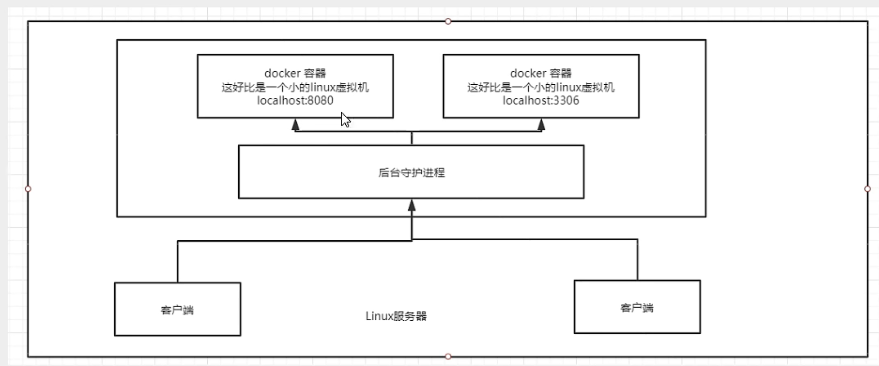 docker 容器
这好比是一个小的linux虚拟机
localhost:8080
docker 容器
这好比是一个小的linux虚拟机
localhost:3306
后台守护进程
客户端
Linux服务器
客户端